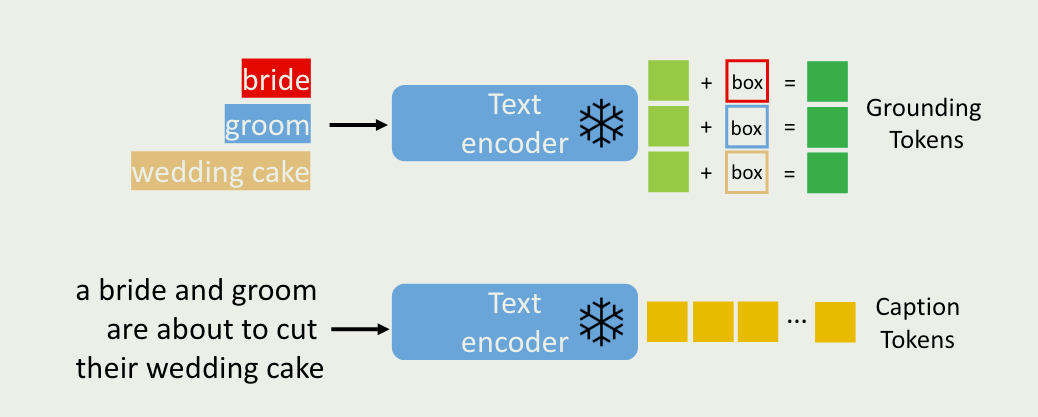 bride
groom
wedding cake
Text
encoder
+ box =
+ box =
+ box =
Grounding
Tokens
a bride and groom
are about to cut
their wedding cake
Text
encoder
...
Caption
Tokens